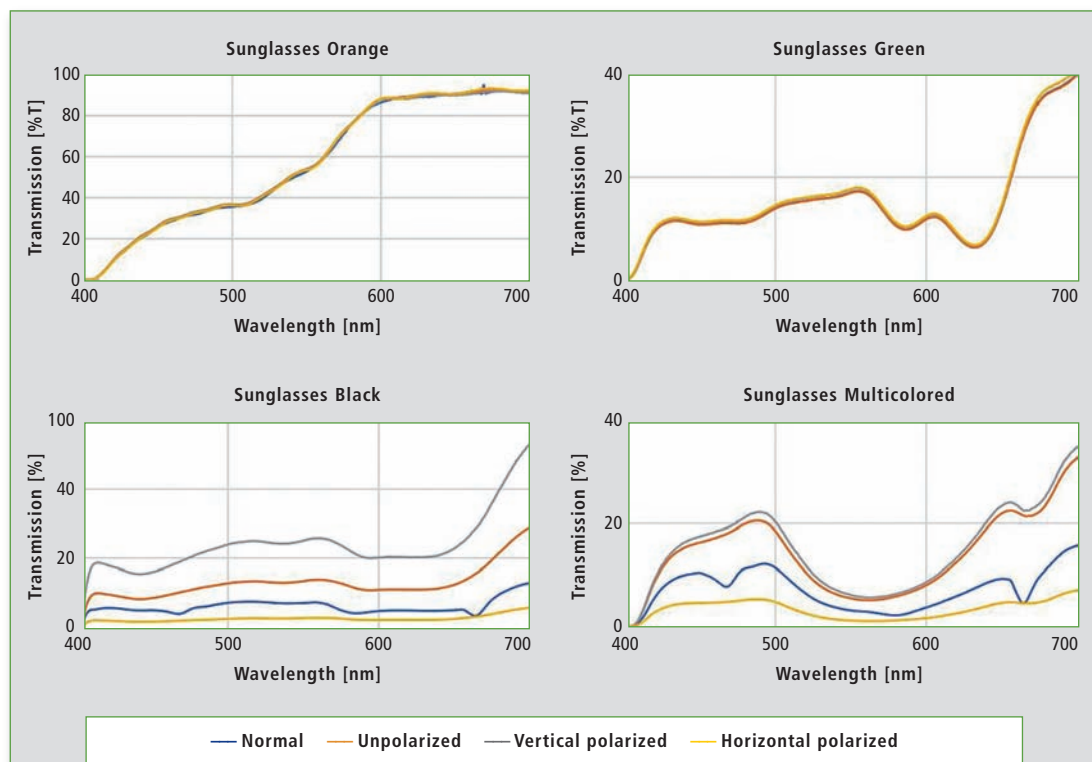 Sunglasses Orange
Transmission [%T]
100
80
60
40
20
0
400 500 600 700
Wavelength [nm]
Sunglasses Green
Transmission [%T]
40
20
0
400 500 600 700
Wavelength [nm]
Sunglasses Black
Transmission [%]
100
40
20
0
400 500 600 700
Wavelength [nm]
Sunglasses Multicolored
Transmission [%]
40
20
0
400 500 600 700
Wavelength [nm]
Normal Unpolarized Vertical polarized Horizontal polarized